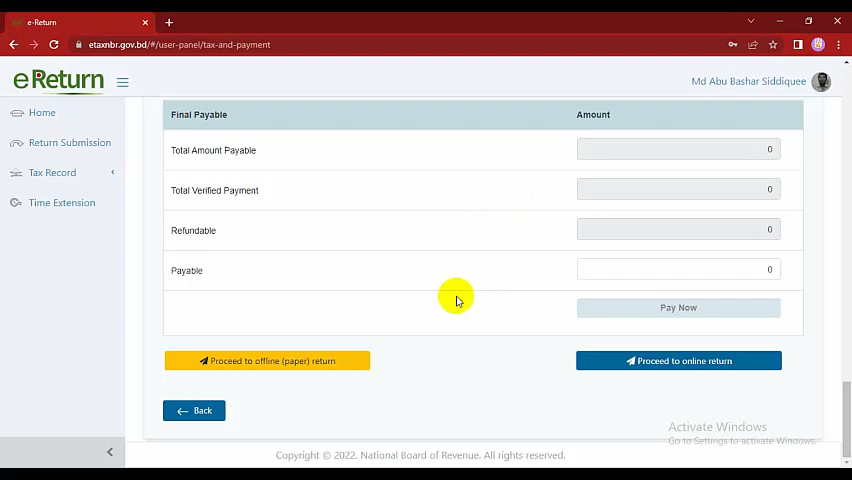 e-Return
etaxnbr.gov.bd/#/user-panel/tax-and-payment
eReturn
Md Abu Bashar Siddiquee
Home
Return Submission
Tax Record
Time Extension
Final Payable Amount
Total Amount Payable 0
Total Verified Payment 0
Refundable 0
Payable 0
Pay Now
Proceed to offline (paper) return
Proceed to online return
Back
Activate Windows
Go to Settings to activate Windows.
Copyright © 2022. National Board of Revenue. All rights reserved.